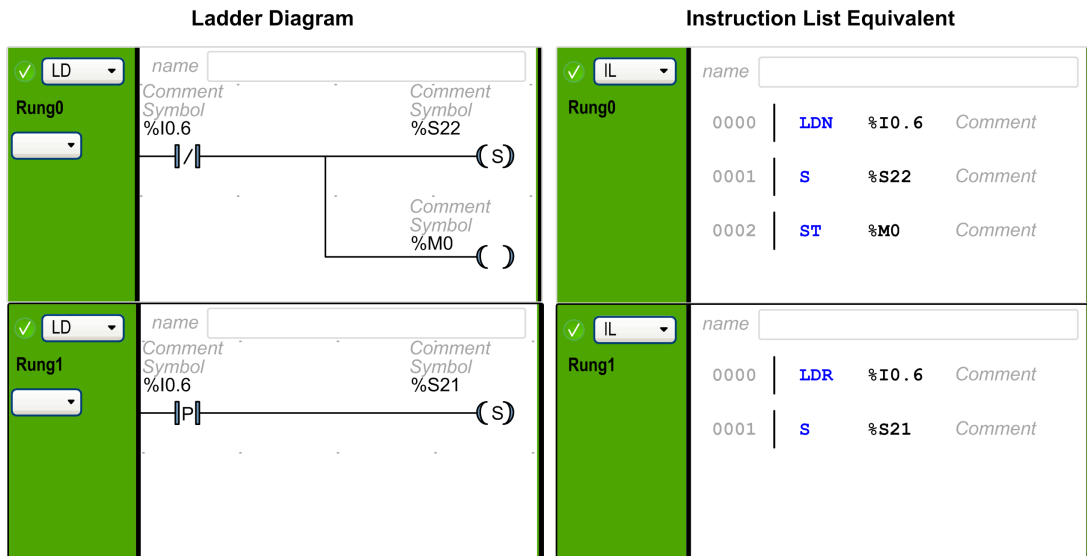 Ladder Diagram
Instruction List Equivalent
LD
name
Rung0
Comment
Symbol
%I0.6
Comment
Symbol
%S22
/
S
Comment
Symbol
%M0
IL
name
Rung0
0000 LDN %I0.6 Comment
0001 S %S22 Comment
0002 ST %M0 Comment
LD
name
Rung1
Comment
Symbol
%I0.6
Comment
Symbol
%S21
P
S
IL
name
Rung1
0000 LDR %I0.6 Comment
0001 S %S21 Comment